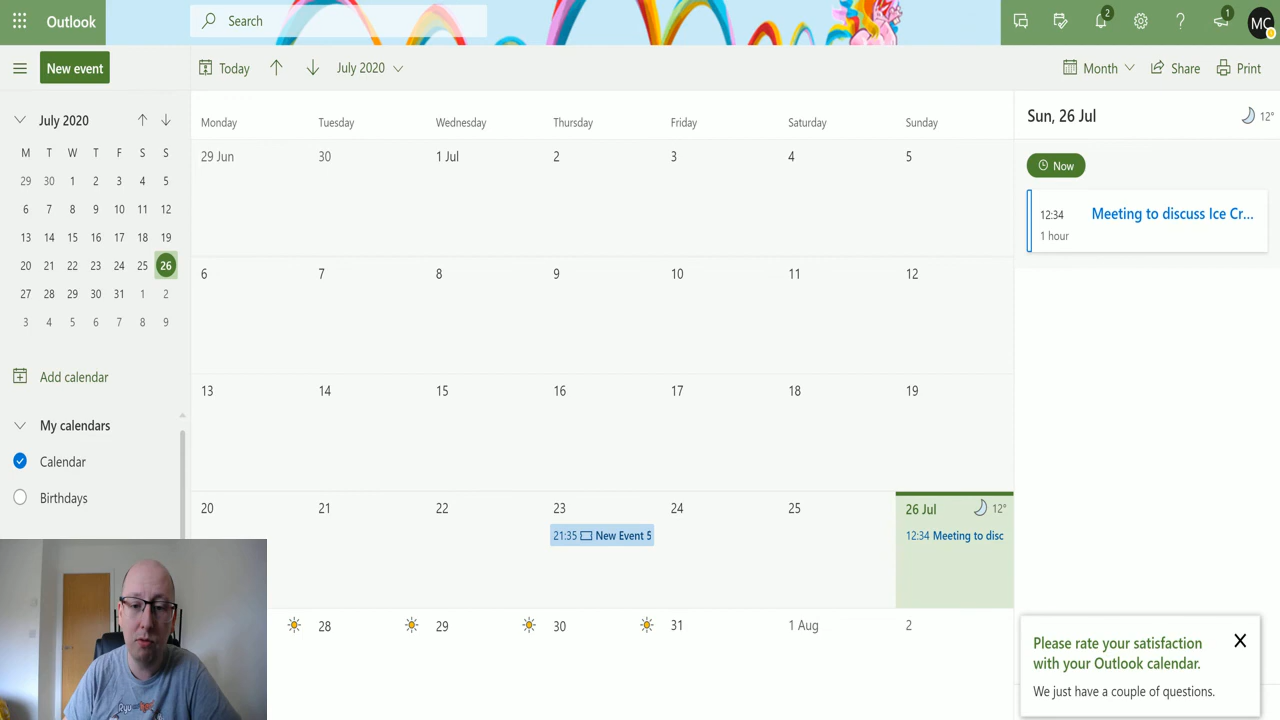 Outlook
Search
2
1
MC
New event
Today
July 2020
Month
Share
Print
July 2020
M T W T F S S
29 30 1 2 3 4 5
6 7 8 9 10 11 12
13 14 15 16 17 18 19
20 21 22 23 24 25 26
27 28 29 30 31 1 2
3 4 5 6 7 8 9
Add calendar
My calendars
Calendar
Birthdays
Monday Tuesday Wednesday Thursday Friday Saturday Sunday
29 Jun 30 1 Jul 2 3 4 5
6 7 8 9 10 11 12
13 14 15 16 17 18 19
20 21 22 23 24 25 26 Jul 12°
21:35 New Event 5
12:34 Meeting to disc
28 29 30 31 1 Aug 2
Sun, 26 Jul
12°
Now
12:34 Meeting to discuss Ice Cr...
1 hour
Please rate your satisfaction
with your Outlook calendar.
We just have a couple of questions.
Ryu